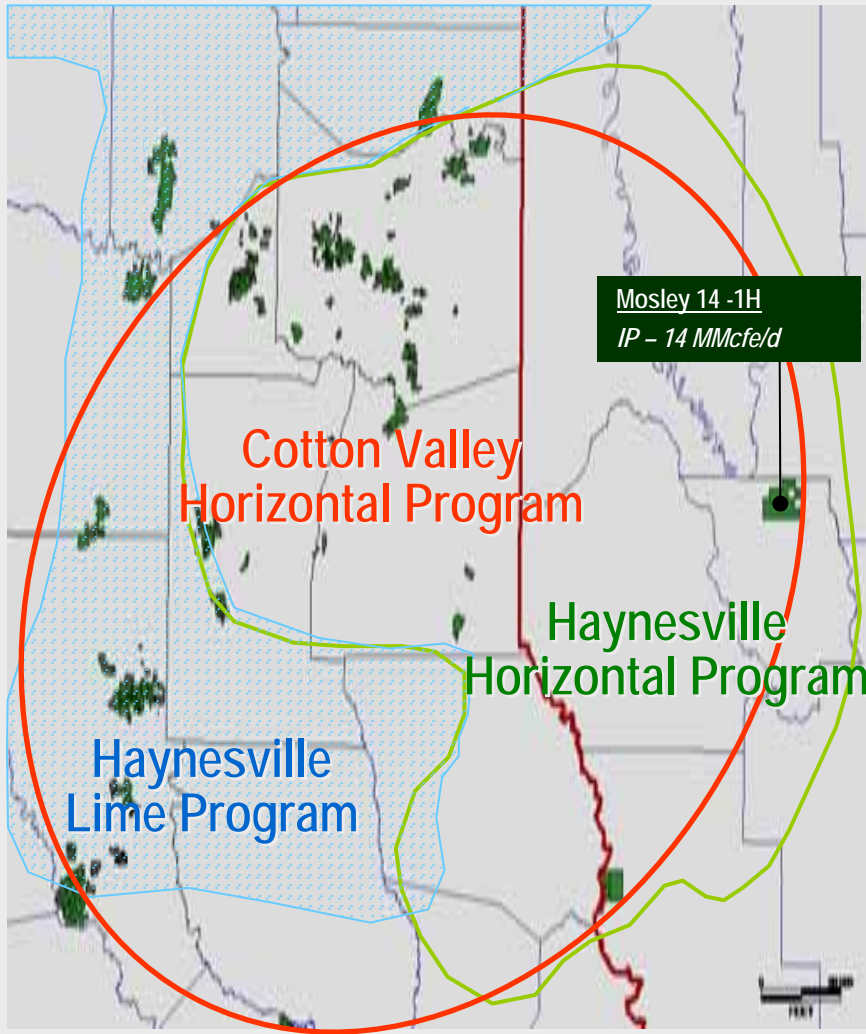 Mosley 14 -1H
IP – 14 MMcfe/d
Cotton Valley
Horizontal Program
Haynesville
Horizontal Program
Haynesville
Lime Program